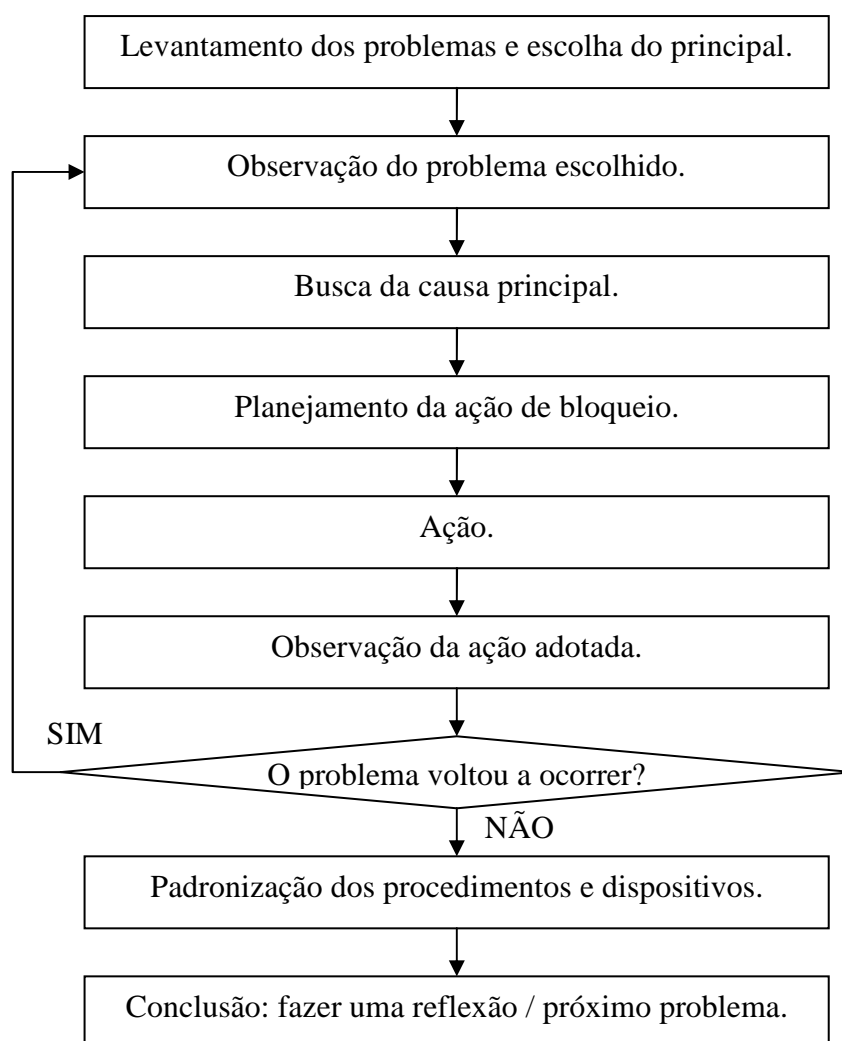 Levantamento dos problemas e escolha do principal.
Observação do problema escolhido.
Busca da causa principal.
Planejamento da ação de bloqueio.
Ação.
Observação da ação adotada.
SIM
O problema voltou a ocorrer?
NÃO
Padronização dos procedimentos e dispositivos.
Conclusão: fazer uma reflexão / próximo problema.